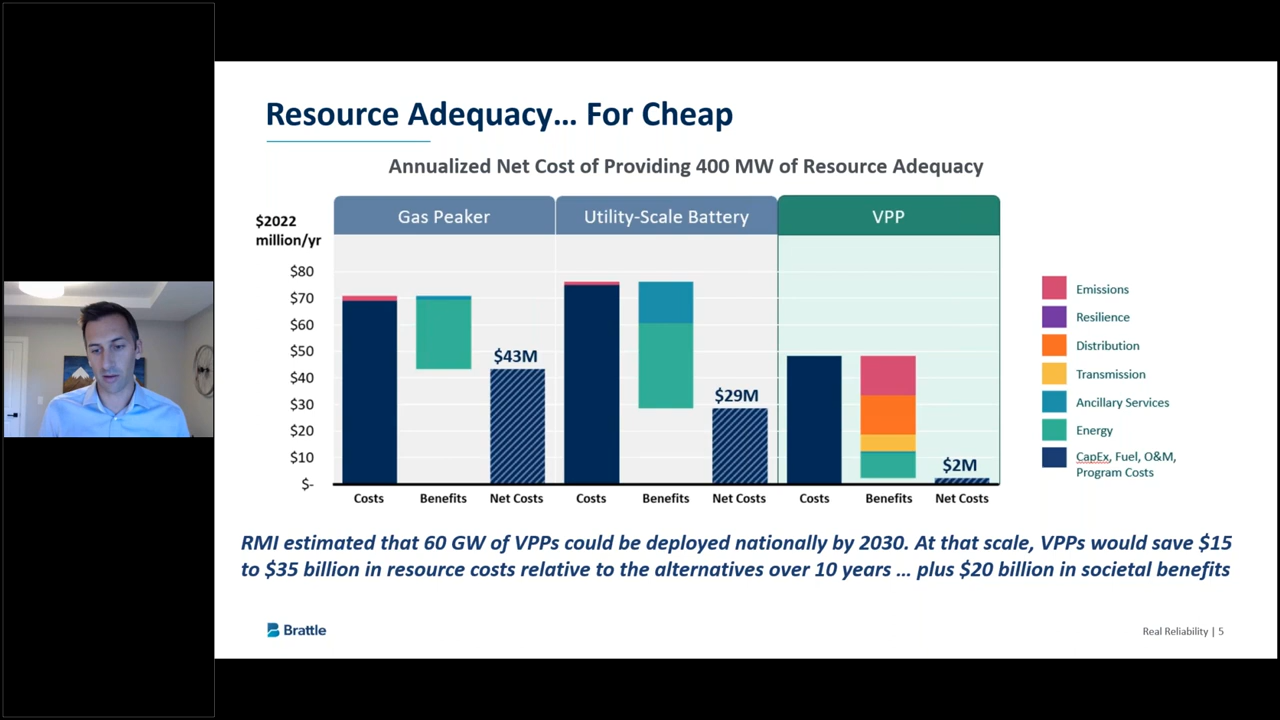 Resource Adequacy... For Cheap
Annualized Net Cost of Providing 400 MW of Resource Adequacy
$2022
million/yr
Gas Peaker
Utility-Scale Battery
VPP
$80
$70
$60
$50
$40
$30
$20
$10
$-
$43M
$29M
$2M
Costs
Benefits
Net Costs
Costs
Benefits
Net Costs
Costs
Benefits
Net Costs
Emissions
Resilience
Distribution
Transmission
Ancillary Services
Energy
CapEx, Fuel, O&M,
Program Costs
RMI estimated that 60 GW of VPPs could be deployed nationally by 2030. At that scale, VPPs would save $15
to $35 billion in resource costs relative to the alternatives over 10 years ... plus $20 billion in societal benefits
Brattle
Real Reliability | 5